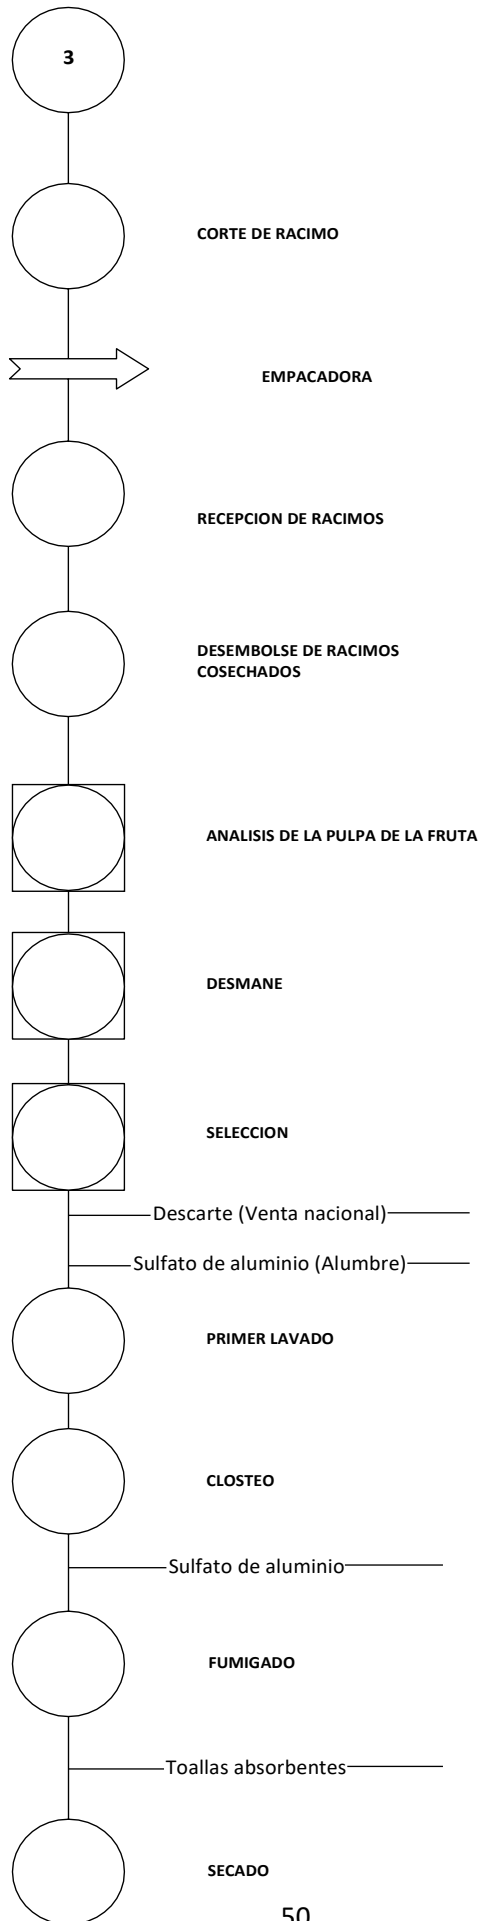 3
CORTE DE RACIMO
EMPACADORA
RECEPCION DE RACIMOS
DESEMBOLSE DE RACIMOS
COSECHADOS
ANALISIS DE LA PULPA DE LA FRUTA
DESMANE
SELECCION
Descarte (Venta nacional)
Sulfato de aluminio (Alumbre)
PRIMER LAVADO
CLOSTEO
Sulfato de aluminio
FUMIGADO
Toallas absorbentes
SECADO
50